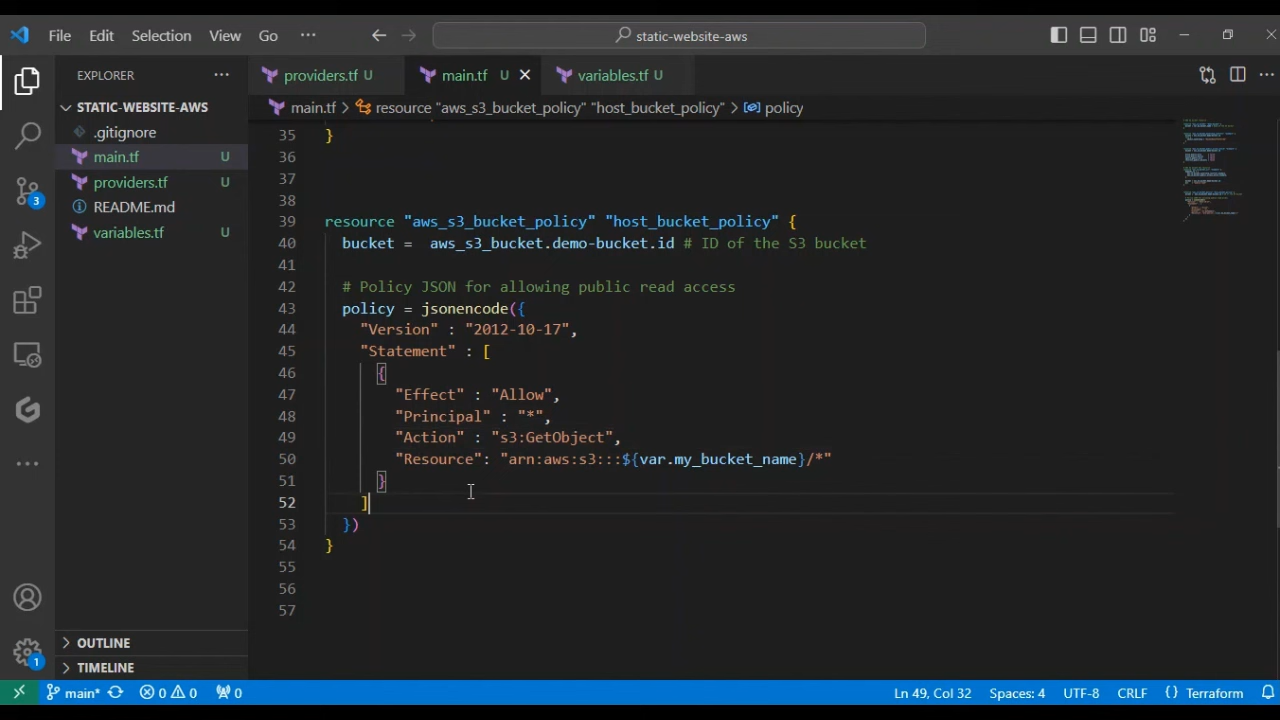 File Edit Selection View Go ··· static-website-aws
EXPLORER ···
providers.tf U main.tf U variables.tf U
STATIC-WEBSITE-AWS
.gitignore
main.tf U
providers.tf U
README.md
variables.tf U
main.tf > resource "aws_s3_bucket_policy" "host_bucket_policy" > policy
35 }
36
37
38
39 resource "aws_s3_bucket_policy" "host_bucket_policy" {
40 bucket = aws_s3_bucket.demo-bucket.id # ID of the S3 bucket
41
42 # Policy JSON for allowing public read access
43 policy = jsonencode({
44 "Version" : "2012-10-17",
45 "Statement" : [
46 {
47 "Effect" : "Allow",
48 "Principal" : "*",
49 "Action" : "s3:GetObject",
50 "Resource": "arn:aws:s3:::${var.my_bucket_name}/*"
51 }
52 ]
53 })
54 }
55
56
57
3
1
OUTLINE
TIMELINE
main* 0 0 0 Ln 49, Col 32 Spaces: 4 UTF-8 CRLF {} Terraform